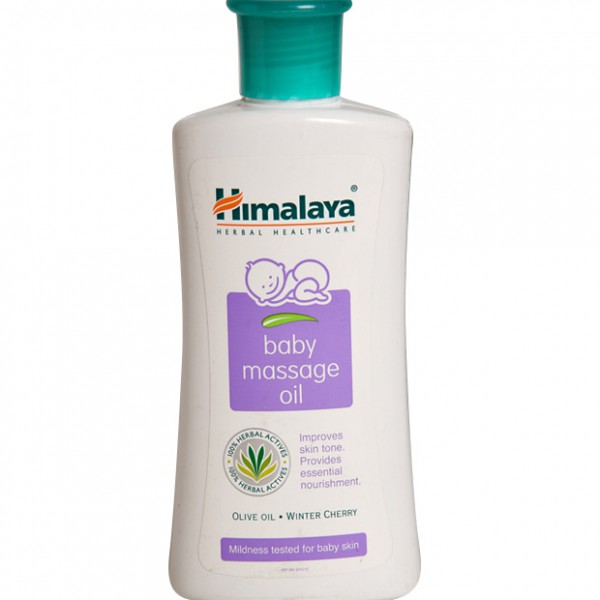 Himalaya®
HERBAL HEALTHCARE
baby
massage
oil
100% HERBAL ACTIVES
100% HERBAL ACTIVES
Improves
skin tone.
Provides
essential
nourishment.
OLIVE OIL • WINTER CHERRY
Mildness tested for baby skin